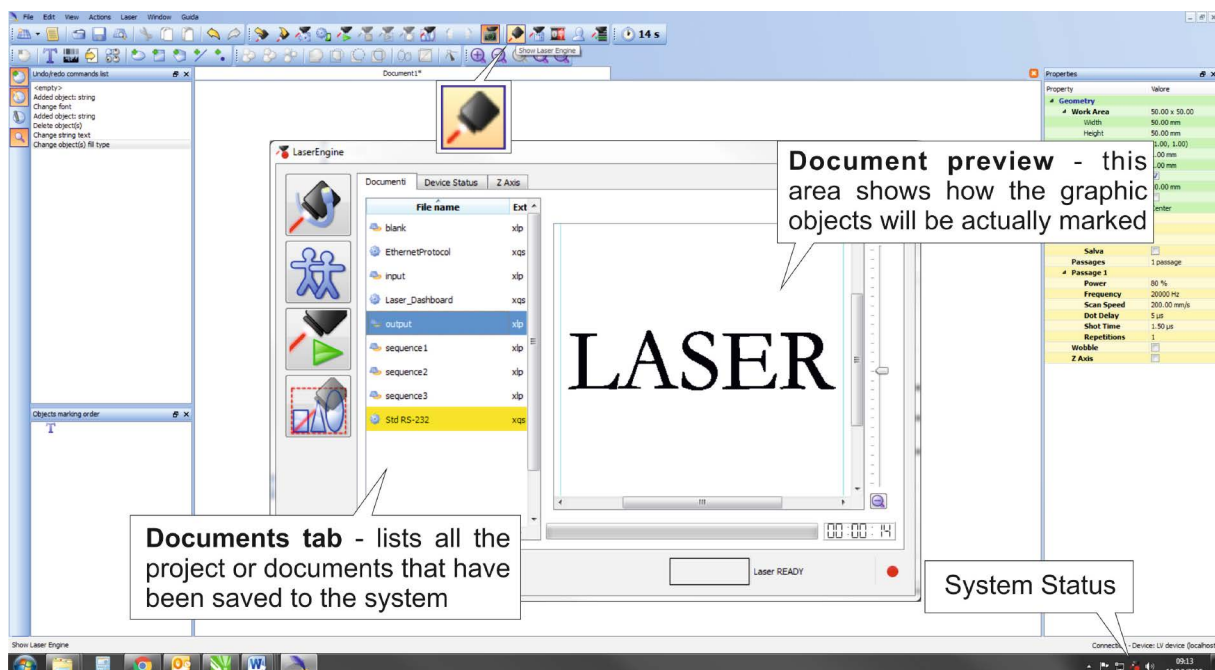 File Edit View Actions Laser Window Guida
14 s
Show Laser Engine
Undo/redo commands list
Document1*
Properties
<empty>
Added object: string
Change font
Added object: string
Delete object(s)
Change string text
Change object(s) fill type
Property Valore
Geometry
Work Area 50.00 x 50.00
Width 50.00 mm
Height 50.00 mm
Salva
Passages 1 passage
Passage 1
Power 80 %
Frequency 20000 Hz
Scan Speed 200.00 mm/s
Dot Delay 5 µs
Shot Time 1.50 µs
Repetitions 1
Wobble
Z Axis
LaserEngine
Documenti Device Status Z Axis
File name Ext
blank xlp
EthernetProtocol xqs
input xlp
Laser_Dashboard xqs
output xlp
sequence1 xlp
sequence2 xlp
sequence3 xlp
Std RS-232 xqs
LASER
00:00:14
Laser READY
Document preview - this
area shows how the graphic
objects will be actually marked
Objects marking order
T
Documents tab - lists all the
project or documents that have
been saved to the system
System Status
Show Laser Engine
Device: LV device (localhost
09:13